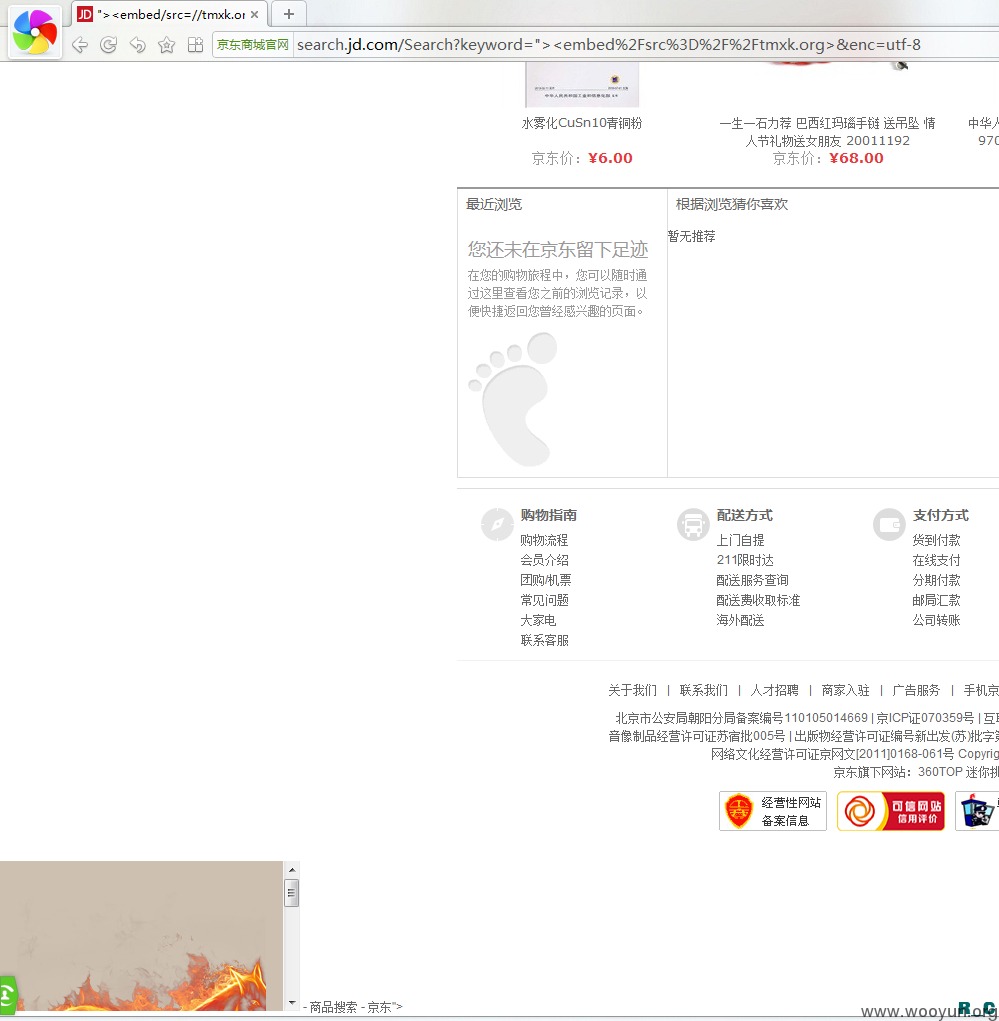 JD "><embed/src=//tmxk.or
京东商城官网 search.jd.com/Search?keyword="><embed%2Fsrc%3D%2F%2Ftmxk.org>&enc=utf-8
水雾化CuSn10青铜粉
京东价：¥6.00
一生一石力荐 巴西红玛瑙手链 送吊坠 情
人节礼物送女朋友 20011192
京东价：¥68.00
中华人
970
最近浏览
根据浏览猜你喜欢
您还未在京东留下足迹
在您的购物旅程中，您可以随时通
过这里查看您之前的浏览记录，以
便快捷返回您曾经感兴趣的页面。
暂无推荐
购物指南
购物流程
会员介绍
团购/机票
常见问题
大家电
联系客服
配送方式
上门自提
211限时达
配送服务查询
配送费收取标准
海外配送
支付方式
货到付款
在线支付
分期付款
邮局汇款
公司转账
关于我们 | 联系我们 | 人才招聘 | 商家入驻 | 广告服务 | 手机京
北京市公安局朝阳分局备案编号110105014669 | 京ICP证070359号 | 互
音像制品经营许可证苏宿批005号 | 出版物经营许可证编号新出发(苏)批字第
网络文化经营许可证京网文[2011]0168-061号 Copyrig
京东旗下网站：360TOP 迷你挑
经营性网站
备案信息
可信网站
信用评价
- 商品搜索 - 京东">
www.wooyun.org